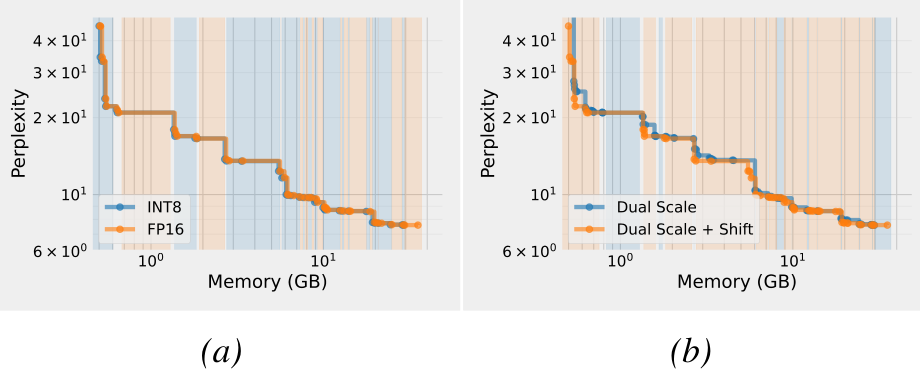 Perplexity
4 × 10¹
3 × 10¹
2 × 10¹
10¹
6 × 10⁰
INT8
FP16
10⁰ 10¹
Memory (GB)
(a)
Perplexity
4 × 10¹
3 × 10¹
2 × 10¹
10¹
6 × 10⁰
Dual Scale
Dual Scale + Shift
10⁰ 10¹
Memory (GB)
(b)